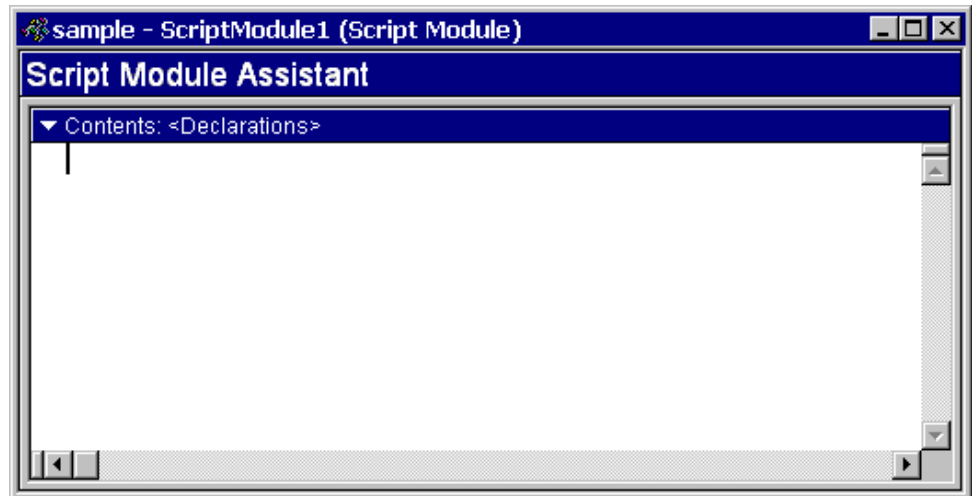 sample - ScriptModule1 (Script Module)
Script Module Assistant
Contents: <Declarations>